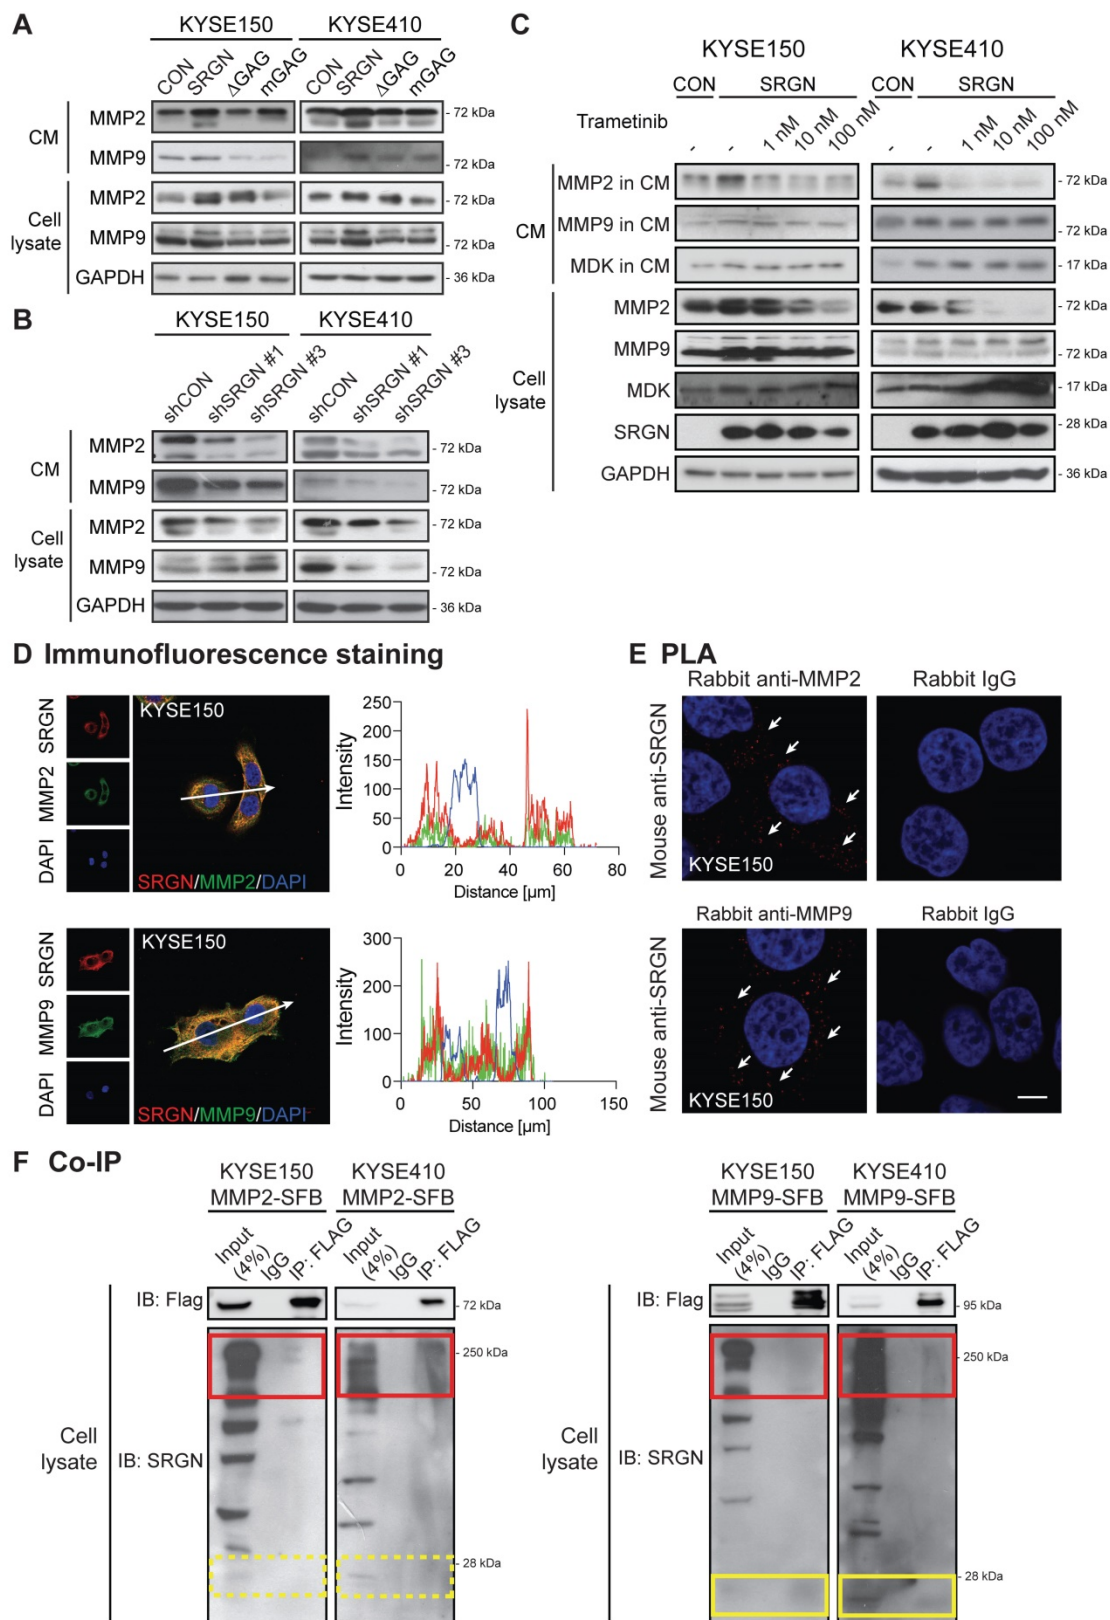 A
KYSE150 KYSE410
CON SRGN ΔGAG mGAG CON SRGN ΔGAG mGAG
CM
MMP2 - 72 kDa
MMP9 - 72 kDa
Cell lysate
MMP2 - 72 kDa
MMP9 - 72 kDa
GAPDH - 36 kDa
B
KYSE150 KYSE410
shCON shSRGN #1 shSRGN #3 shCON shSRGN #1 shSRGN #3
CM
MMP2 - 72 kDa
MMP9 - 72 kDa
Cell lysate
MMP2 - 72 kDa
MMP9 - 72 kDa
GAPDH - 36 kDa
C
KYSE150 KYSE410
CON SRGN CON SRGN
Trametinib - - 1 nM 10 nM 100 nM - - 1 nM 10 nM 100 nM
CM
MMP2 in CM - 72 kDa
MMP9 in CM - 72 kDa
MDK in CM - 17 kDa
Cell lysate
MMP2 - 72 kDa
MMP9 - 72 kDa
MDK - 17 kDa
SRGN - 28 kDa
GAPDH - 36 kDa
D Immunofluorescence staining
SRGN
MMP2
DAPI
KYSE150
SRGN/MMP2/DAPI
Intensity
250
200
150
100
50
0
0 20 40 60 80
Distance [µm]
SRGN
MMP9
DAPI
KYSE150
SRGN/MMP9/DAPI
Intensity
300
200
100
0
0 50 100 150
Distance [µm]
E PLA
Rabbit anti-MMP2 Rabbit IgG
Mouse anti-SRGN
KYSE150
Rabbit anti-MMP9 Rabbit IgG
Mouse anti-SRGN
KYSE150
F Co-IP
KYSE150 KYSE410
MMP2-SFB MMP2-SFB
Input (4%) IgG IP: FLAG Input (4%) IgG IP: FLAG
Cell lysate
IB: Flag - 72 kDa
IB: SRGN
- 250 kDa
- 28 kDa
KYSE150 KYSE410
MMP9-SFB MMP9-SFB
Input (4%) IgG IP: FLAG Input (4%) IgG IP: FLAG
Cell lysate
IB: Flag - 95 kDa
IB: SRGN
- 250 kDa
- 28 kDa